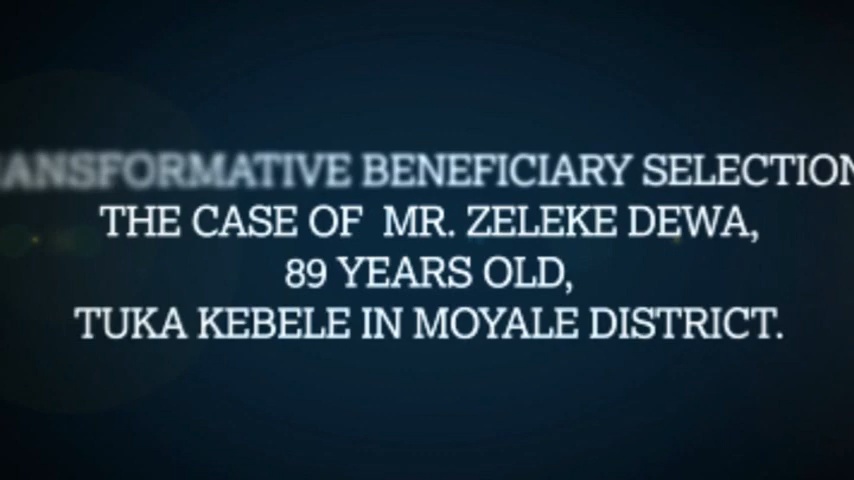 ANSFORMATIVE BENEFICIARY SELECTION
THE CASE OF MR. ZELEKE DEWA,
89 YEARS OLD,
TUKA KEBELE IN MOYALE DISTRICT.